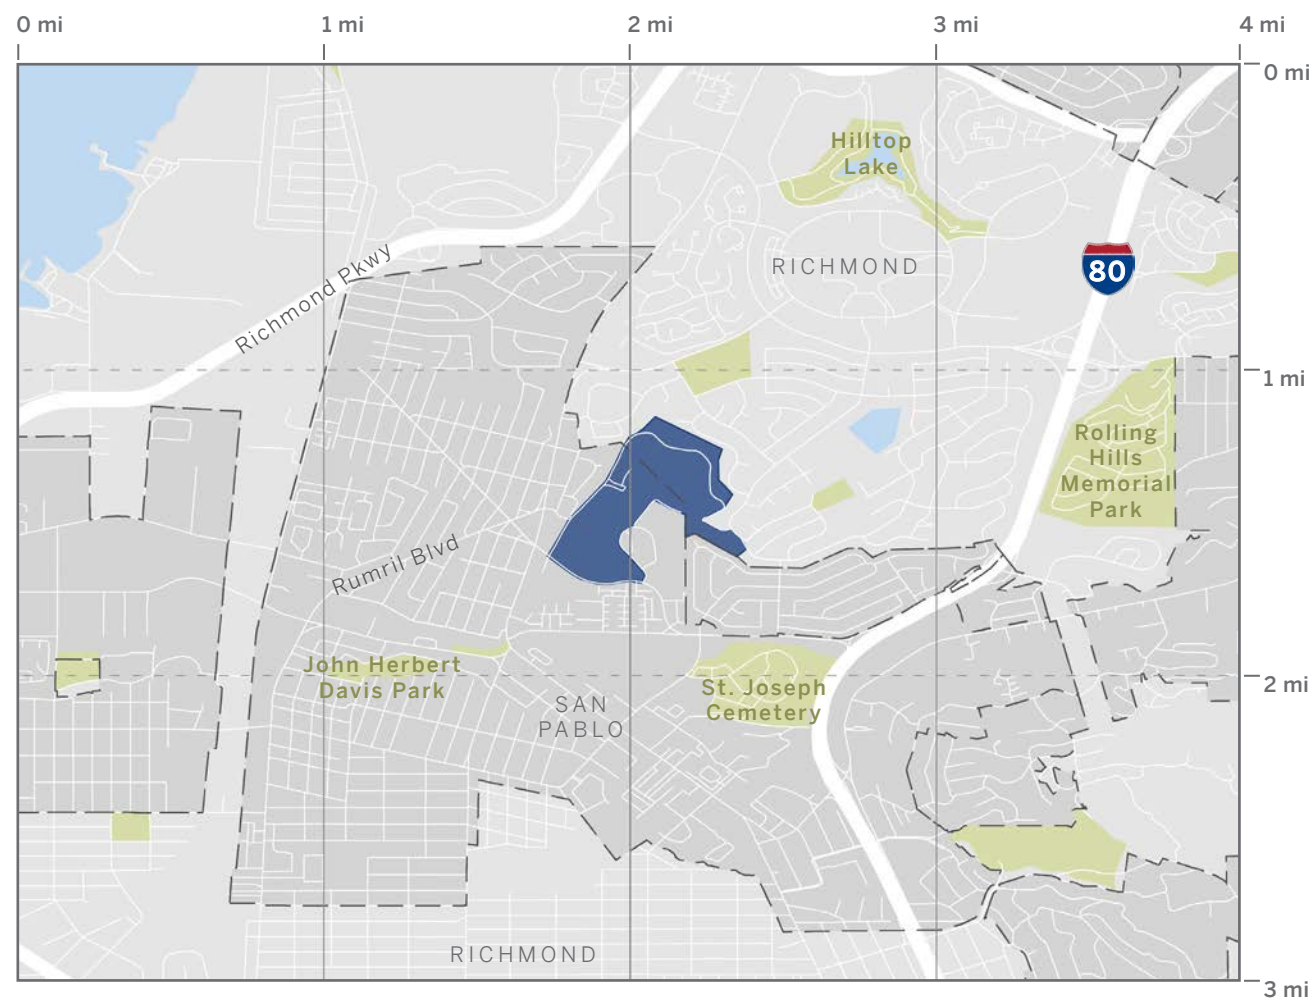 0 mi
1 mi
2 mi
3 mi
4 mi
0 mi
Hilltop
Lake
RICHMOND
80
Richmond Pkwy
1 mi
Rolling
Hills
Memorial
Park
Rumril Blvd
John Herbert
Davis Park
St. Joseph
Cemetery
2 mi
SAN
PABLO
RICHMOND
3 mi